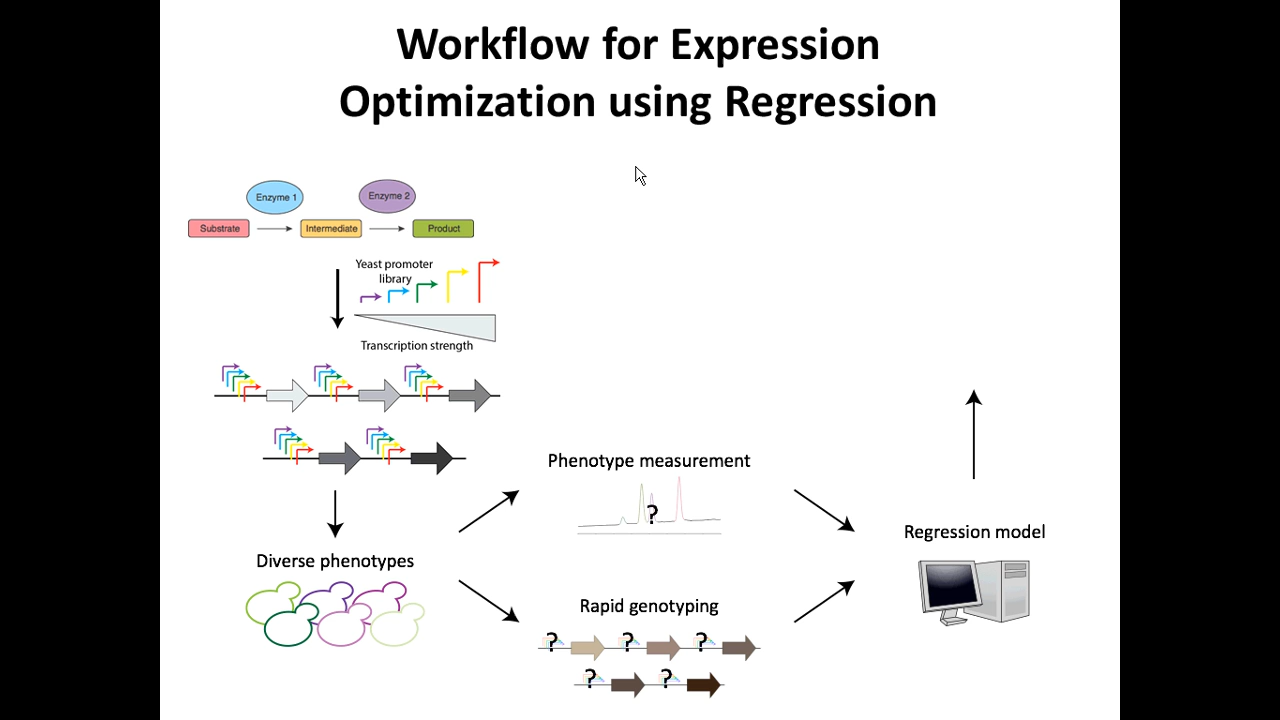 Workflow for Expression
Optimization using Regression
Enzyme 1
Enzyme 2
Substrate
Intermediate
Product
Yeast promoter
library
Transcription strength
Phenotype measurement
?
Regression model
Diverse phenotypes
Rapid genotyping
? ? ?
? ?